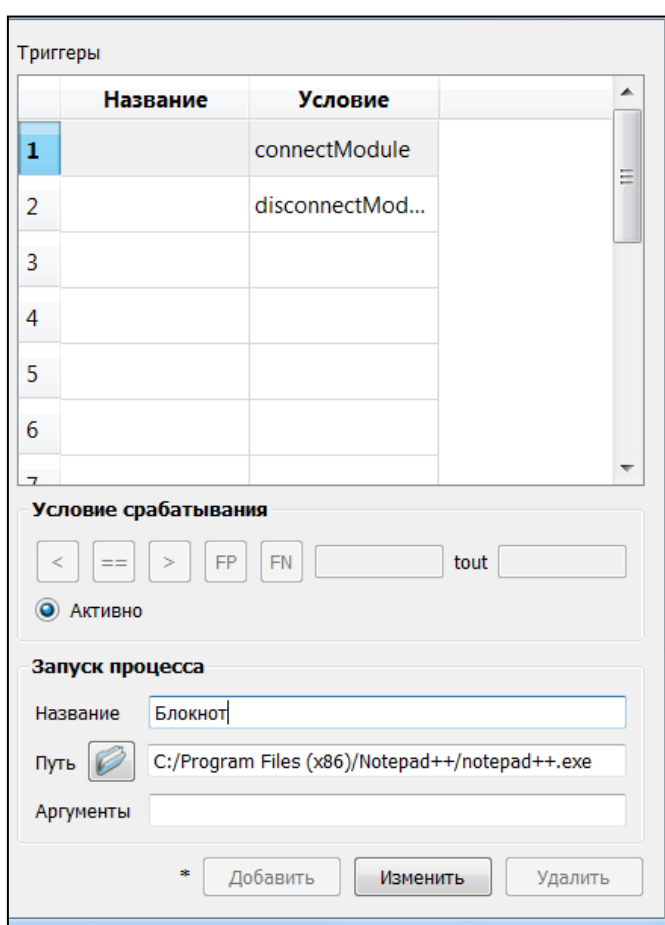 Триггеры
Название Условие
1 connectModule
2 disconnectMod...
3
4
5
6
7
Условие срабатывания
< == > FP FN tout
Активно
Запуск процесса
Название Блокнот
Путь C:/Program Files (x86)/Notepad++/notepad++.exe
Аргументы
* Добавить Изменить Удалить